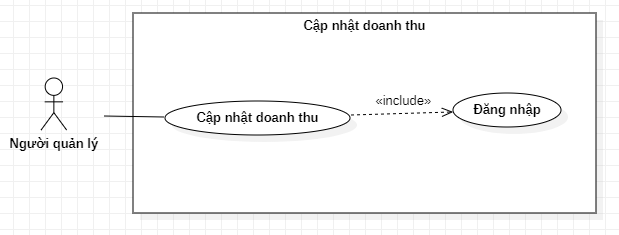 Cập nhật doanh thu
«include»
Đăng nhập
Cập nhật doanh thu
Người quản lý